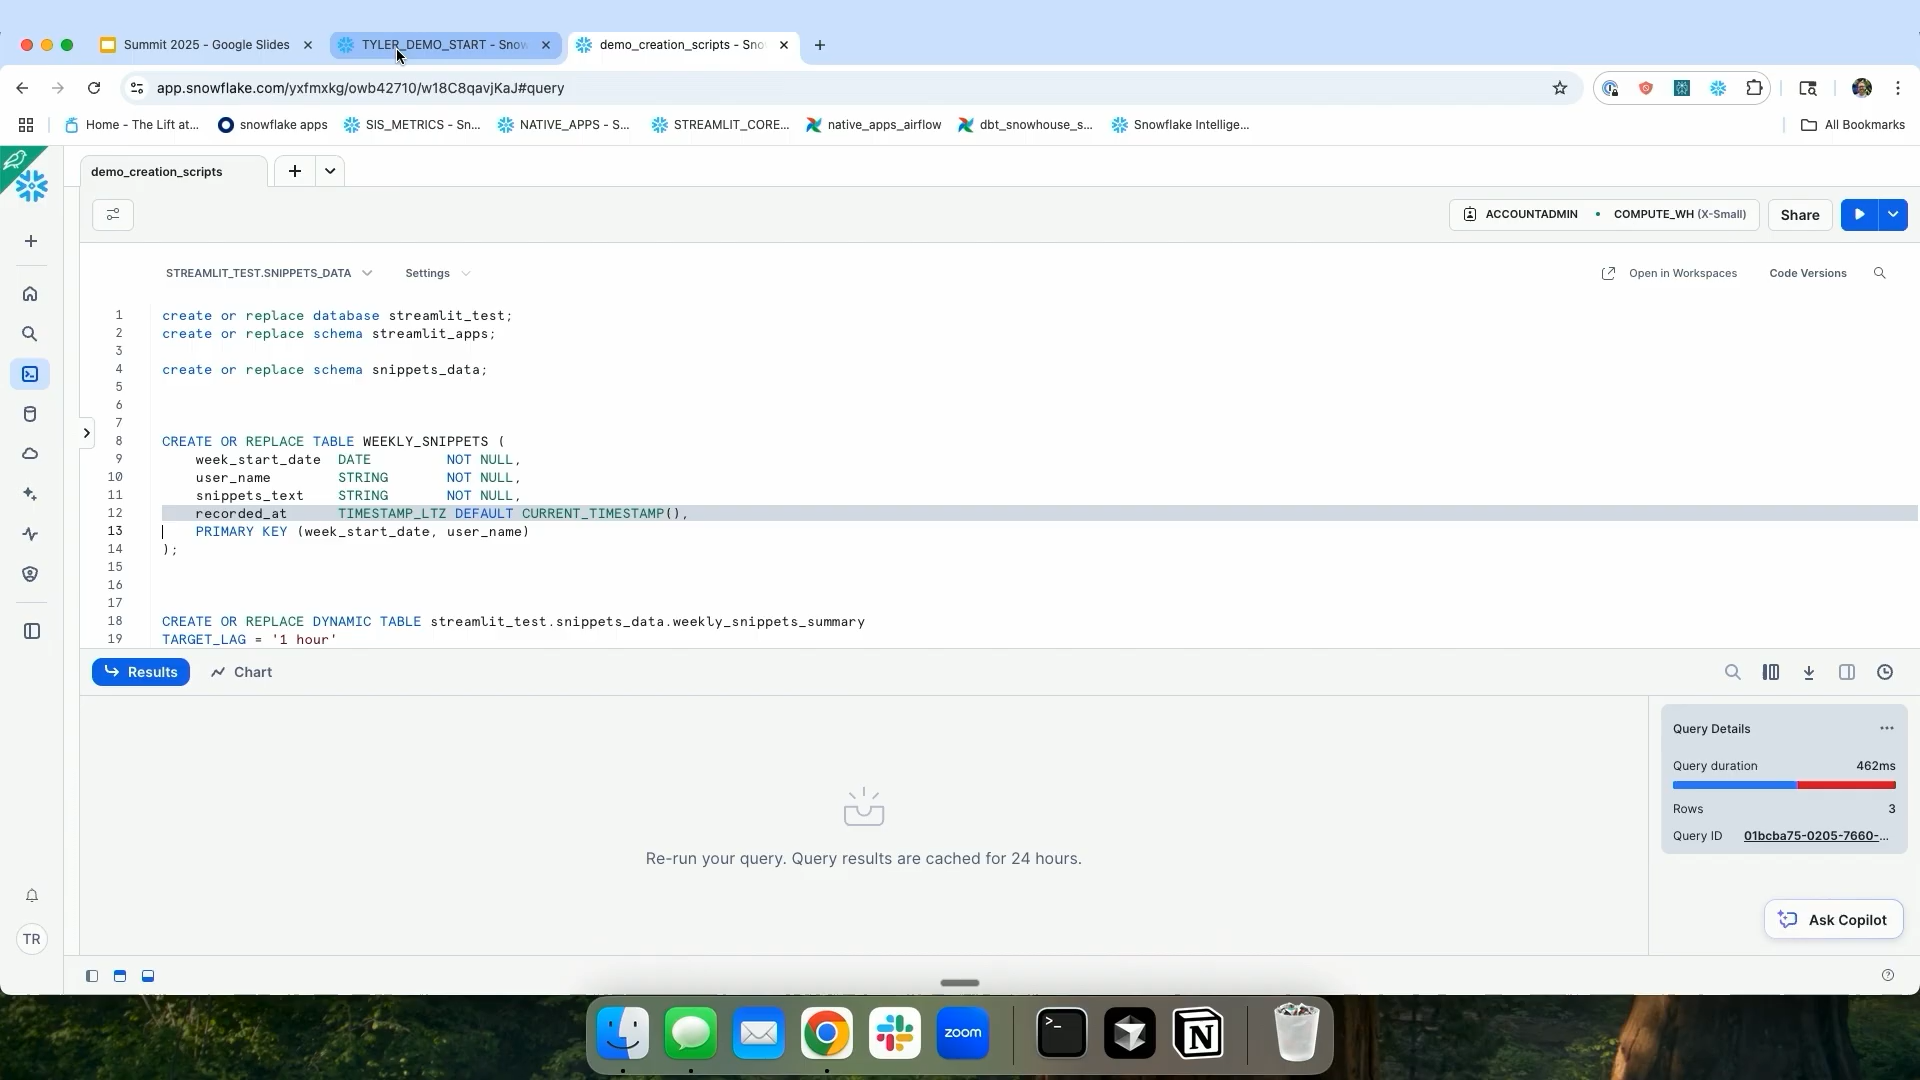 Summit 2025 - Google Slides
TYLER_DEMO_START - Snow
demo_creation_scripts - Sno
app.snowflake.com/yxfmxkg/owb42710/w18C8qavjKaJ#query
Home - The Lift at...
snowflake apps
SIS_METRICS - Sn...
NATIVE_APPS - S...
STREAMLIT_CORE...
native_apps_airflow
dbt_snowhouse_s...
Snowflake Intellige...
All Bookmarks
demo_creation_scripts
ACCOUNTADMIN • COMPUTE_WH (X-Small)
Share
STREAMLIT_TEST.SNIPPETS_DATA
Settings
Open in Workspaces
Code Versions
1 create or replace database streamlit_test;
2 create or replace schema streamlit_apps;
3
4 create or replace schema snippets_data;
5
6
7
8 CREATE OR REPLACE TABLE WEEKLY_SNIPPETS (
9 week_start_date DATE NOT NULL,
10 user_name STRING NOT NULL,
11 snippets_text STRING NOT NULL,
12 recorded_at TIMESTAMP_LTZ DEFAULT CURRENT_TIMESTAMP(),
13 PRIMARY KEY (week_start_date, user_name)
14 );
15
16
17
18 CREATE OR REPLACE DYNAMIC TABLE streamlit_test.snippets_data.weekly_snippets_summary
19 TARGET_LAG = '1 hour'
Results
Chart
Query Details
Query duration 462ms
Rows 3
Query ID 01bcba75-0205-7660-...
Re-run your query. Query results are cached for 24 hours.
Ask Copilot
TR
zoom